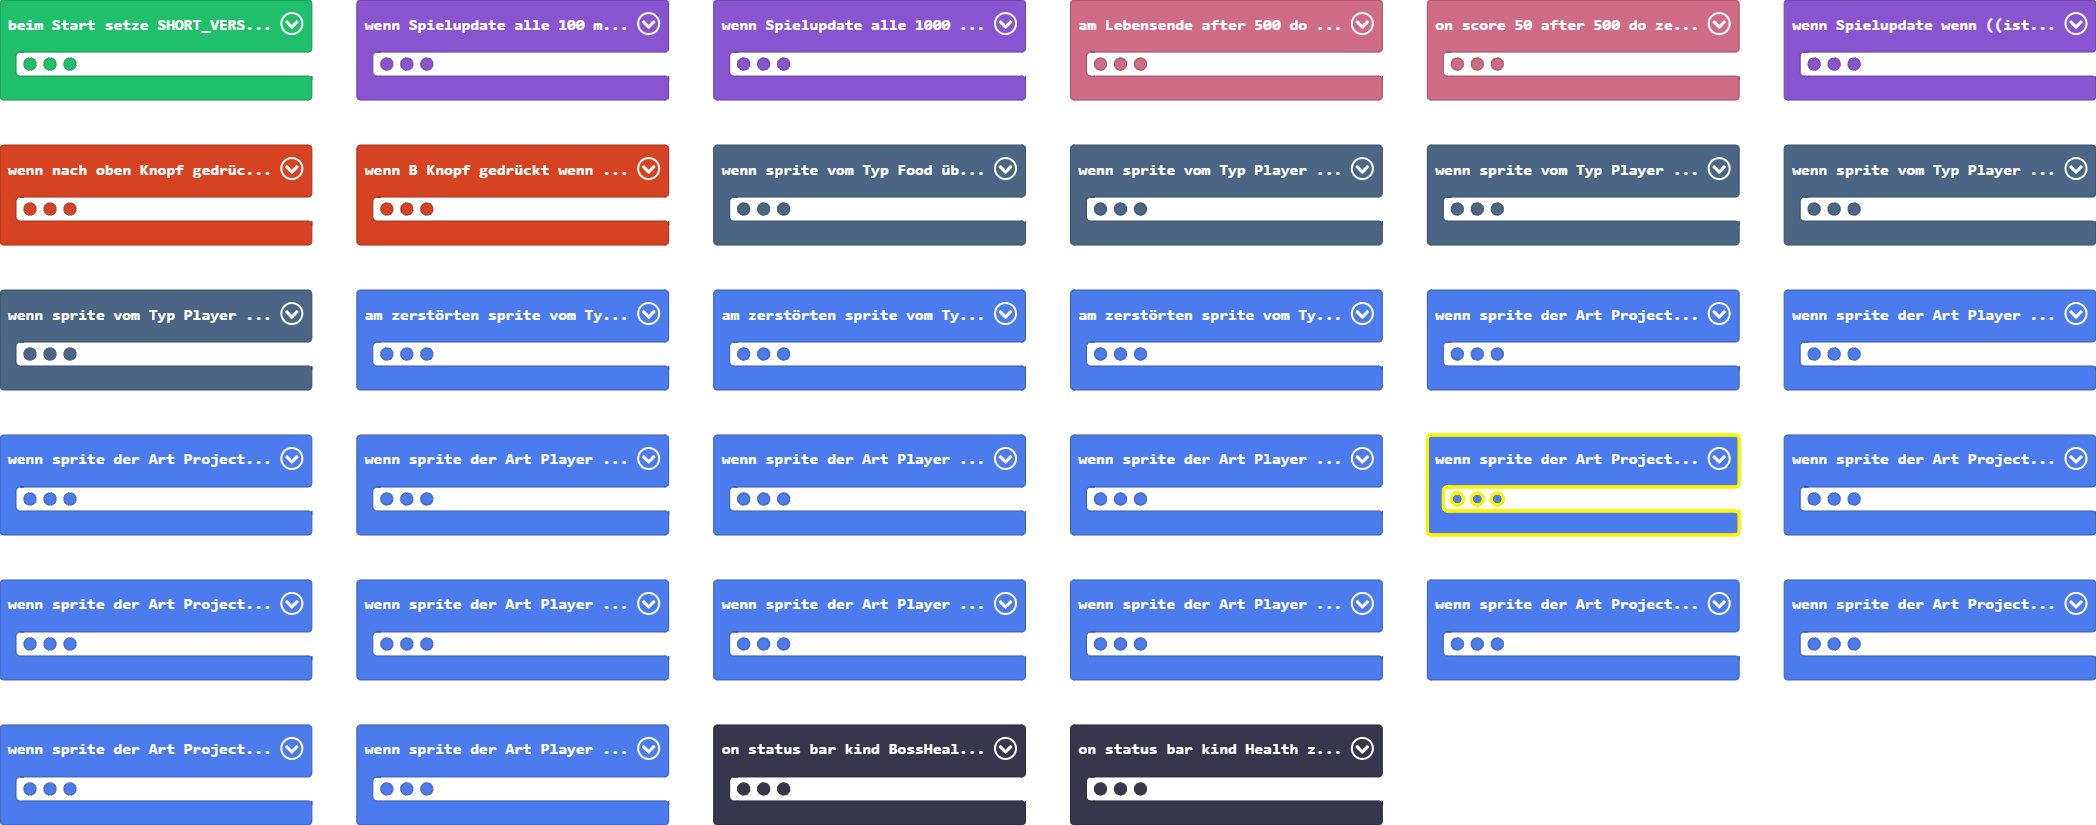 beim Start setze SHORT_VERS...
wenn Spielupdate alle 100 m...
wenn Spielupdate alle 1000 ...
am Lebensende after 500 do ...
on score 50 after 500 do ze...
wenn Spielupdate wenn ((ist...
wenn nach oben Knopf gedrüc...
wenn B Knopf gedrückt wenn ...
wenn sprite vom Typ Food üb...
wenn sprite vom Typ Player ...
wenn sprite vom Typ Player ...
wenn sprite vom Typ Player ...
wenn sprite vom Typ Player ...
am zerstörten sprite vom Ty...
am zerstörten sprite vom Ty...
am zerstörten sprite vom Ty...
wenn sprite der Art Project...
wenn sprite der Art Player ...
wenn sprite der Art Project...
wenn sprite der Art Player ...
wenn sprite der Art Player ...
wenn sprite der Art Player ...
wenn sprite der Art Project...
wenn sprite der Art Project...
wenn sprite der Art Project...
wenn sprite der Art Player ...
wenn sprite der Art Player ...
wenn sprite der Art Player ...
wenn sprite der Art Project...
wenn sprite der Art Project...
wenn sprite der Art Project...
wenn sprite der Art Player ...
on status bar kind BossHeal...
on status bar kind Health z...